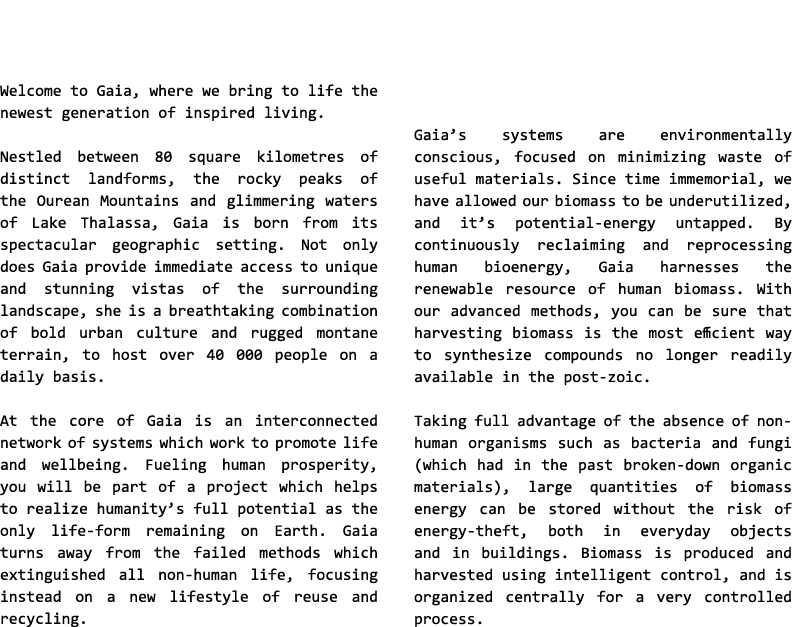 Welcome to Gaia, where we bring to life the
newest generation of inspired living.
Nestled between 80 square kilometres of
distinct landforms, the rocky peaks of
the Ourean Mountains and glimmering waters
of Lake Thalassa, Gaia is born from its
spectacular geographic setting. Not only
does Gaia provide immediate access to unique
and stunning vistas of the surrounding
landscape, she is a breathtaking combination
of bold urban culture and rugged montane
terrain, to host over 40 000 people on a
daily basis.
At the core of Gaia is an interconnected
network of systems which work to promote life
and wellbeing. Fueling human prosperity,
you will be part of a project which helps
to realize humanity’s full potential as the
only life-form remaining on Earth. Gaia
turns away from the failed methods which
extinguished all non-human life, focusing
instead on a new lifestyle of reuse and
recycling.
Gaia’s systems are environmentally
conscious, focused on minimizing waste of
useful materials. Since time immemorial, we
have allowed our biomass to be underutilized,
and it’s potential-energy untapped. By
continuously reclaiming and reprocessing
human bioenergy, Gaia harnesses the
renewable resource of human biomass. With
our advanced methods, you can be sure that
harvesting biomass is the most efficient way
to synthesize compounds no longer readily
available in the post-zoic.
Taking full advantage of the absence of non-
human organisms such as bacteria and fungi
(which had in the past broken-down organic
materials), large quantities of biomass
energy can be stored without the risk of
energy-theft, both in everyday objects
and in buildings. Biomass is produced and
harvested using intelligent control, and is
organized centrally for a very controlled
process.